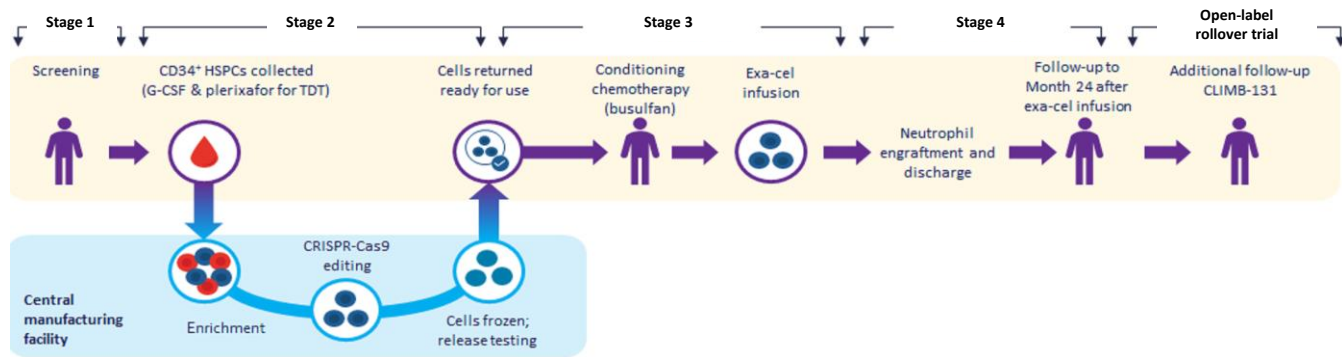 Stage 1
Stage 2
Stage 3
Stage 4
Open-label
rollover trial
Screening
CD34⁺ HSPCs collected
(G-CSF & plerixafor for TDT)
Cells returned
ready for use
Conditioning
chemotherapy
(busulfan)
Exa-cel
infusion
Neutrophil
engraftment and
discharge
Follow-up to
Month 24 after
exa-cel infusion
Additional follow-up
CLIMB-131
Central
manufacturing
facility
Enrichment
CRISPR-Cas9
editing
Cells frozen;
release testing